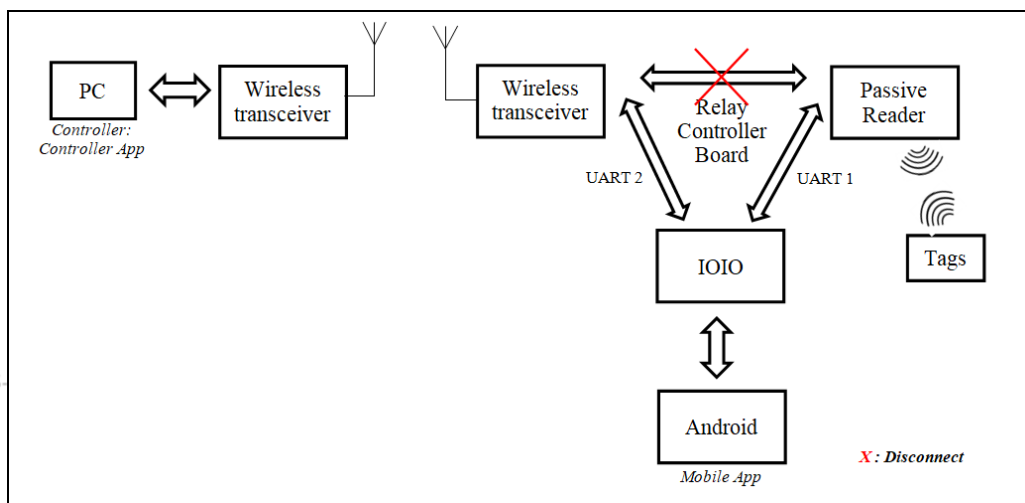 PC
Controller:
Controller App
Wireless
transceiver
Wireless
transceiver
Relay
Controller
Board
Passive
Reader
UART 2
UART 1
IOIO
Tags
Android
Mobile App
X : Disconnect